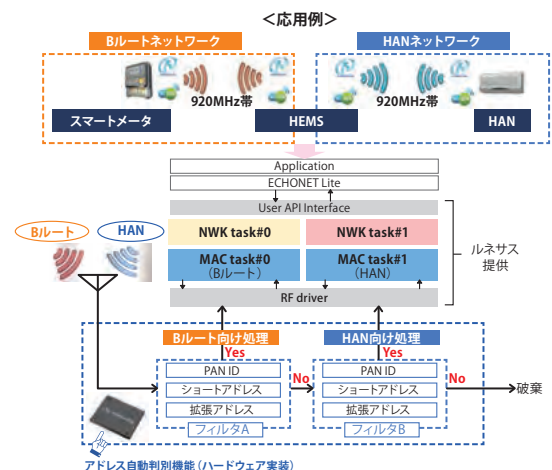 ＜応用例＞
Bルートネットワーク
HANネットワーク
920MHz帯
920MHz帯
スマートメータ
HEMS
HAN
Application
ECHONET Lite
User API Interface
Bルート
HAN
NWK task#0
NWK task#1
MAC task#0
（Bルート）
MAC task#1
（HAN）
RF driver
ルネサス
提供
Bルート向け処理
HAN向け処理
Yes
Yes
PAN ID
ショートアドレス
拡張アドレス
フィルタA
No
PAN ID
ショートアドレス
拡張アドレス
フィルタB
No
破棄
アドレス自動判別機能（ハードウェア実装）